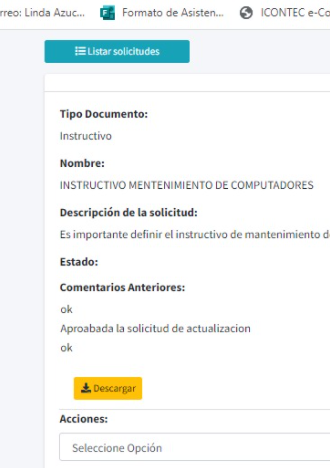 rreo: Linda Azuc... Formato de Asisten... ICONTEC e-Co
Listar solicitudes
Tipo Documento:
Instructivo
Nombre:
INSTRUCTIVO MENTENIMIENTO DE COMPUTADORES
Descripción de la solicitud:
Es importante definir el instructivo de mantenimiento d
Estado:
Comentarios Anteriores:
ok
Aproabada la solicitud de actualizacion
ok
Descargar
Acciones:
Seleccione Opción